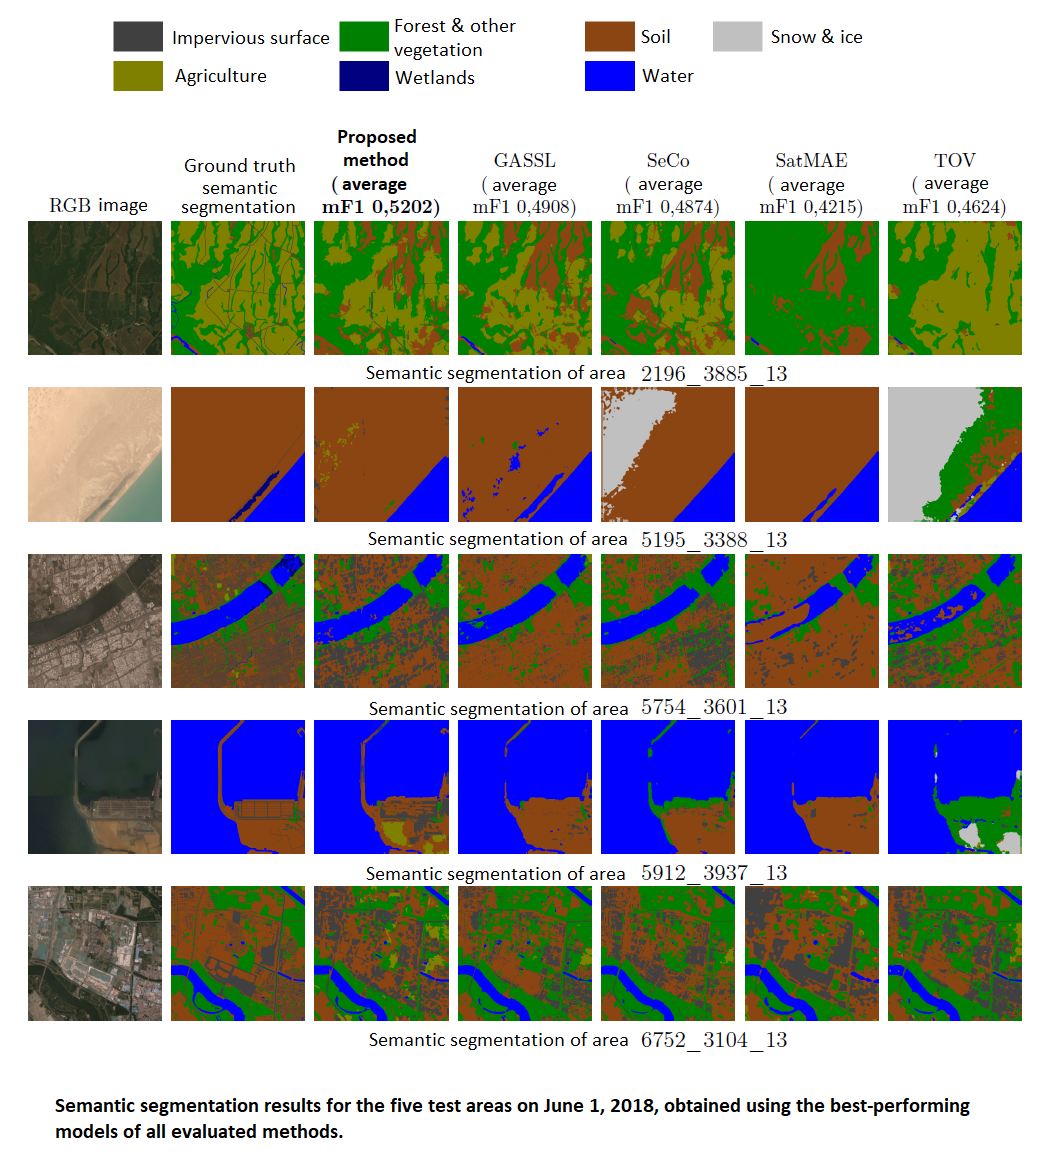 Impervious surface
Forest & other
vegetation
Soil
Snow & ice
Agriculture
Wetlands
Water
RGB image
Ground truth
semantic
segmentation
Proposed
method
( average
mF1 0,5202)
GASSL
( average
mF1 0,4908)
SeCo
( average
mF1 0,4874)
SatMAE
( average
mF1 0,4215)
TOV
( average
mF1 0,4624)
Semantic segmentation of area 2196_3885_13
Semantic segmentation of area 5195_3388_13
Semantic segmentation of area 5754_3601_13
Semantic segmentation of area 5912_3937_13
Semantic segmentation of area 6752_3104_13
Semantic segmentation results for the five test areas on June 1, 2018, obtained using the best-performing
models of all evaluated methods.